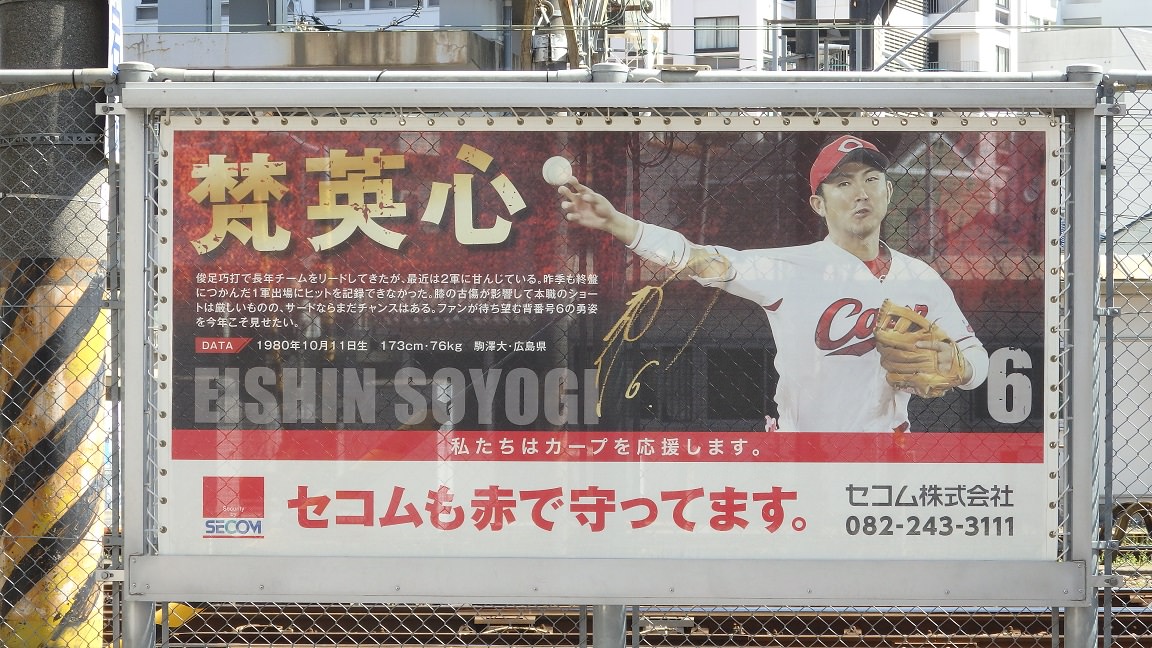 梵英心
俊足巧打で長年チームをリードしてきたが、最近は2軍に甘んじている。昨季も終盤
につかんだ1軍出場にヒットを記録できなかった。膝の古傷が影響して本職のショー
トは厳しいものの、サードならまだチャンスはある。ファンが待ち望む背番号6の勇姿
を今年こそ見せたい。
DATA 1980年10月11日生 173cm・76kg 駒澤大・広島県
EISHIN SOYOGI
6
6
私たちはカープを応援します。
Security
by
SECOM
セコムも赤で守ってます。
セコム株式会社
082-243-3111